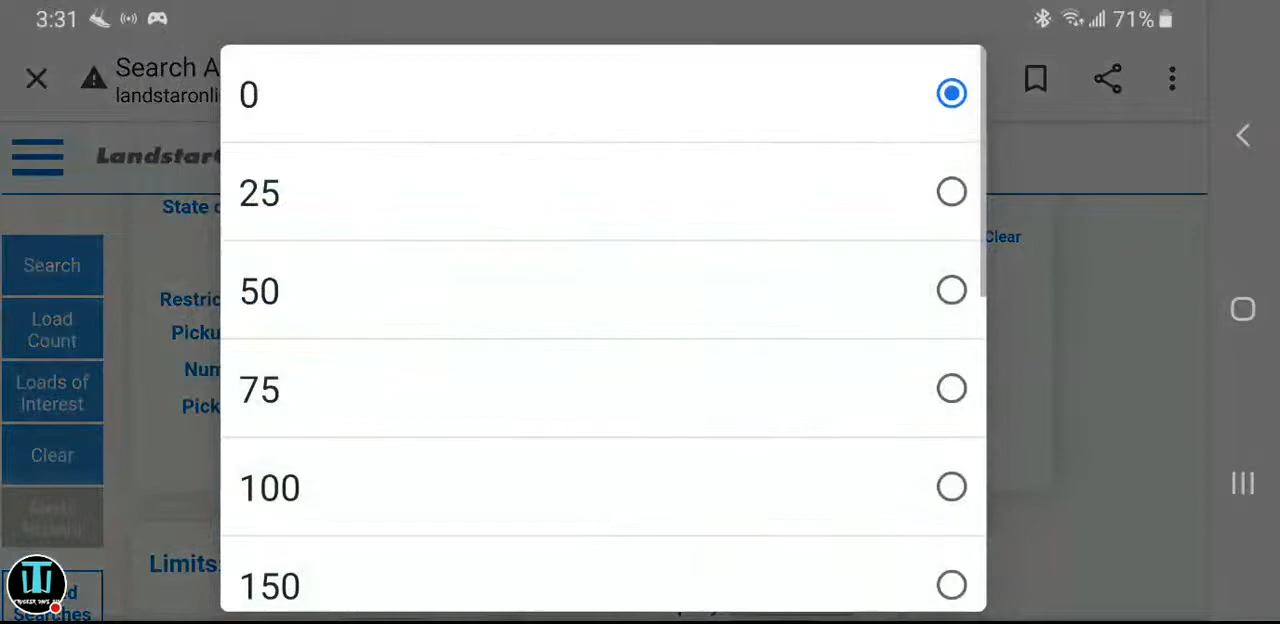 3:31
71%
Search A
landstaronli
Landstar
State
Clear
Search
Load
Count
Loads of
Interest
Clear
Restric
Picku
Num
Pick
Limits:
Searches
0
25
50
75
100
150